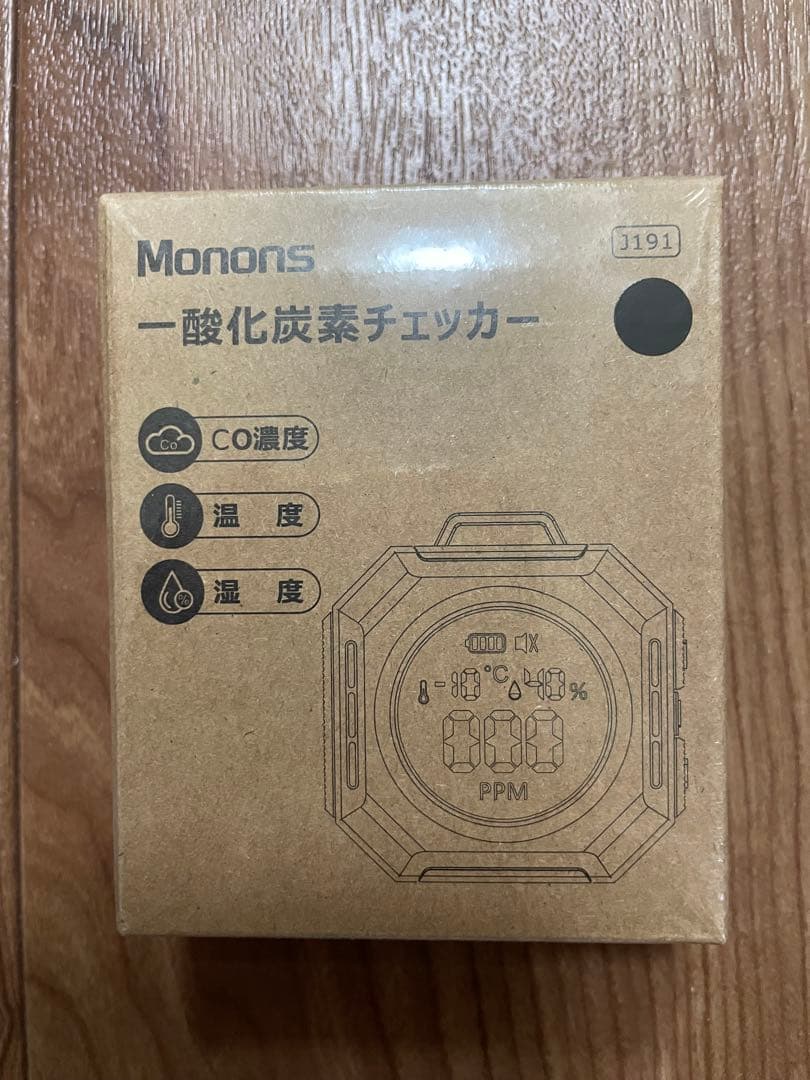 Monons
J191
一酸化炭素チェッカー
Co
CO濃度
温 度
%
湿 度
-10°C 40%
000
PPM